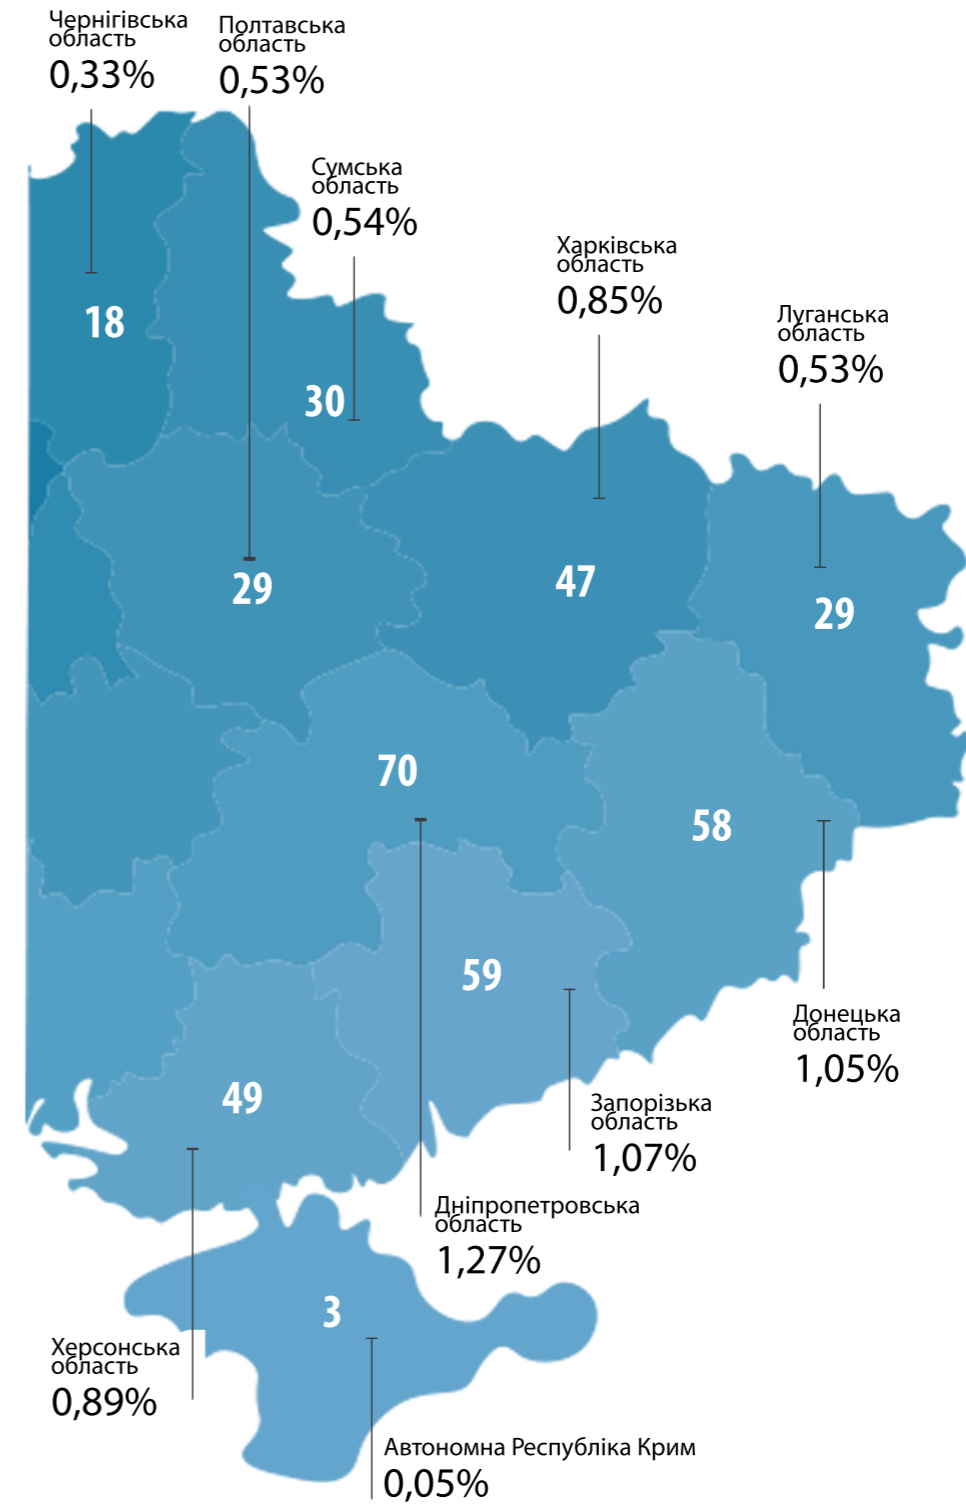 Чернігівська
область
0,33%
Полтавська
область
0,53%
Сумська
область
0,54%
Харківська
область
0,85%
Луганська
область
0,53%
18
30
29
47
29
70
58
59
49
3
Донецька
область
1,05%
Запорізька
область
1,07%
Дніпропетровська
область
1,27%
Херсонська
область
0,89%
Автономна Республіка Крим
0,05%